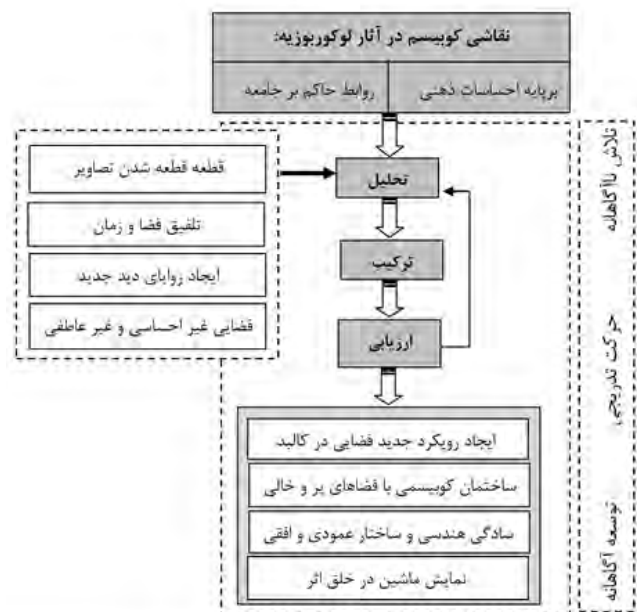 نقاشی کوبیسم در آثار لوکوربوزیه:
برپایه احساسات ذهنی
روابط حاکم بر جامعه
تحلیل
ترکیب
ارزیابی
قطعه قطعه شدن تصاویر
تلفیق فضا و زمان
ایجاد زوایای دید جدید
فضایی غیر احساسی و غیر عاطفی
ایجاد رویکرد جدید فضایی در کالبد
ساختمان کوبیسمی با فضاهای پر و خالی
سادگی هندسی و ساختار عمودی و افقی
نمایش ماشین در خلق اثر
تلاش ناآگاهانه
حرکت تدریجی
توسعه آگاهانه